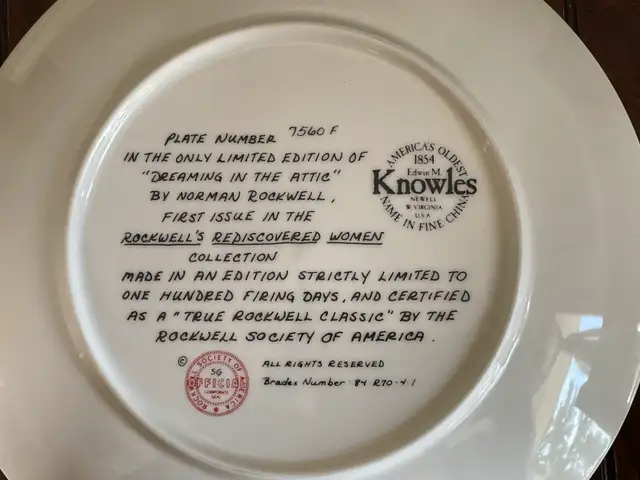 PLATE NUMBER 7560 F
IN THE ONLY LIMITED EDITION OF
"DREAMING IN THE ATTIC"
BY NORMAN ROCKWELL,
FIRST ISSUE IN THE
ROCKWELL'S REDISCOVERED WOMEN
COLLECTION
MADE IN AN EDITION STRICTLY LIMITED TO
ONE HUNDRED FIRING DAYS, AND CERTIFIED
AS A "TRUE ROCKWELL CLASSIC" BY THE
ROCKWELL SOCIETY OF AMERICA.
AMERICA'S OLDEST
1854
Edwin M.
Knowles
NEWELL
W. VIRGINIA
USA
NAME IN FINE CHINA
©
ROCKWELL SOCIETY OF AMERICA
SG
OFFICIAL
CORPORATE
SEAL
ALL RIGHTS RESERVED
Bradex Number 84 R70-4.1